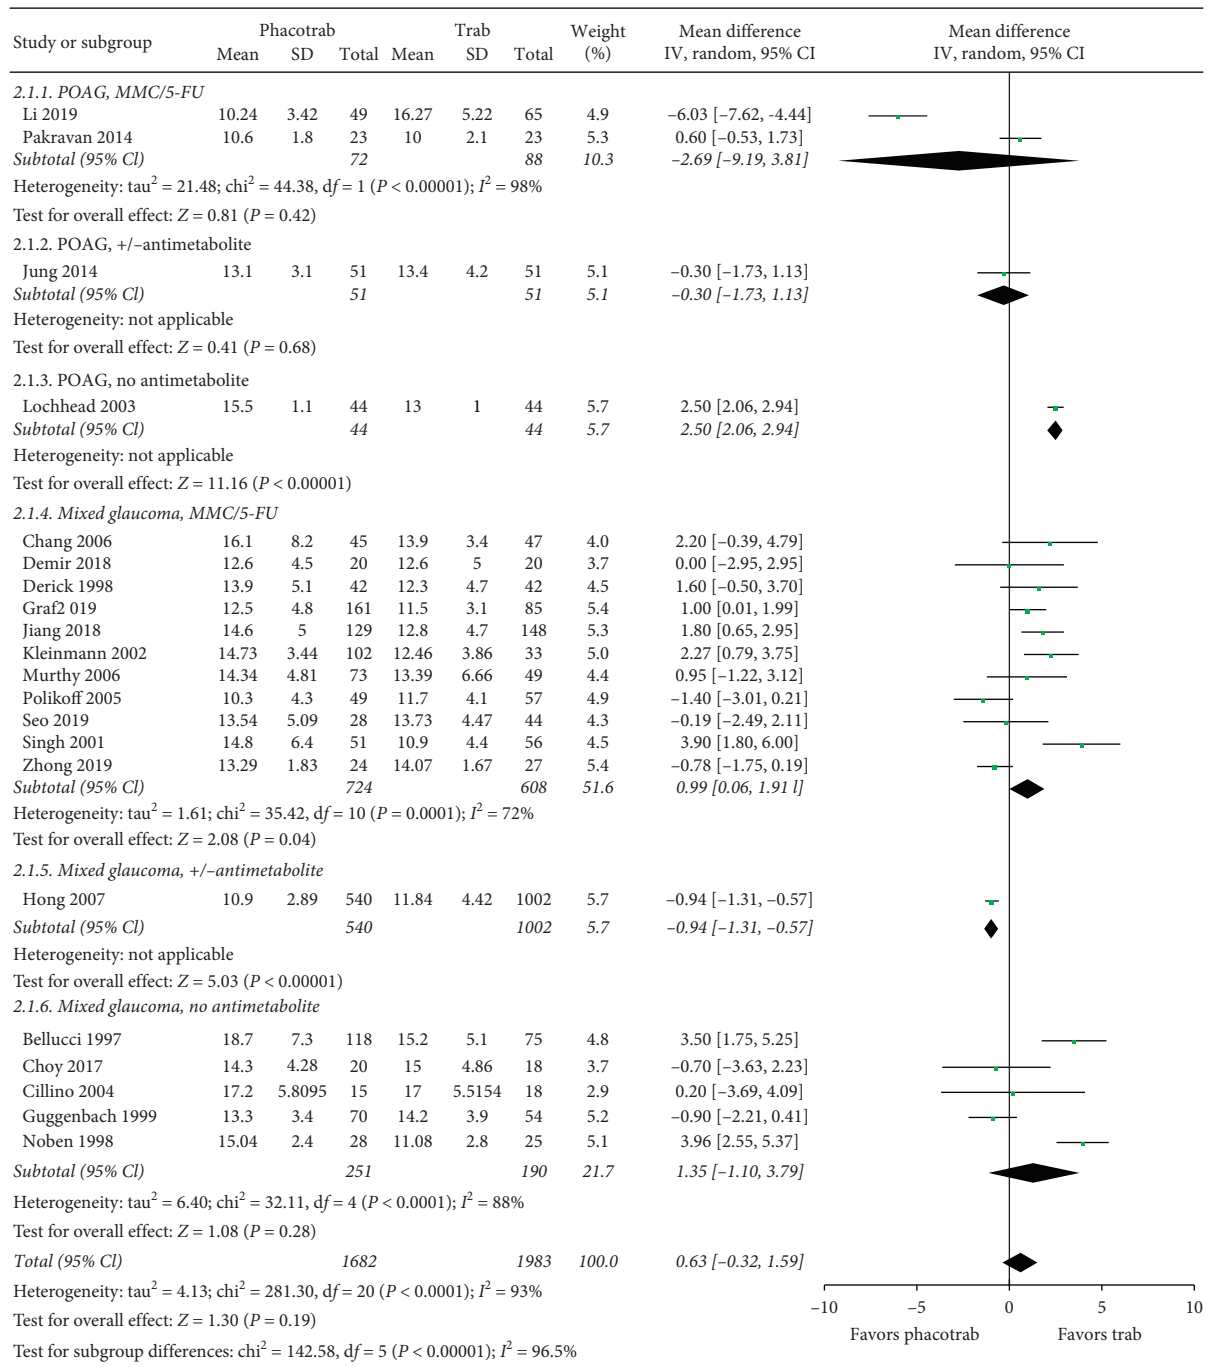 Study or subgroup Phacotrab Trab Weight (%) Mean difference IV, random, 95% CI Mean difference IV, random, 95% CI
Mean SD Total Mean SD Total
2.1.1. POAG, MMC/5-FU
Li 2019 10.24 3.42 49 16.27 5.22 65 4.9 −6.03 [−7.62, -4.44]
Pakravan 2014 10.6 1.8 23 10 2.1 23 5.3 0.60 [−0.53, 1.73]
Subtotal (95% Cl) 72 88 10.3 −2.69 [−9.19, 3.81]
Heterogeneity: tau² = 21.48; chi² = 44.38, df = 1 (P < 0.00001); I² = 98%
Test for overall effect: Z = 0.81 (P = 0.42)
2.1.2. POAG, +/−antimetabolite
Jung 2014 13.1 3.1 51 13.4 4.2 51 5.1 −0.30 [−1.73, 1.13]
Subtotal (95% Cl) 51 51 5.1 −0.30 [−1.73, 1.13]
Heterogeneity: not applicable
Test for overall effect: Z = 0.41 (P = 0.68)
2.1.3. POAG, no antimetabolite
Lochhead 2003 15.5 1.1 44 13 1 44 5.7 2.50 [2.06, 2.94]
Subtotal (95% Cl) 44 44 5.7 2.50 [2.06, 2.94]
Heterogeneity: not applicable
Test for overall effect: Z = 11.16 (P < 0.00001)
2.1.4. Mixed glaucoma, MMC/5-FU
Chang 2006 16.1 8.2 45 13.9 3.4 47 4.0 2.20 [−0.39, 4.79]
Demir 2018 12.6 4.5 20 12.6 5 20 3.7 0.00 [−2.95, 2.95]
Derick 1998 13.9 5.1 42 12.3 4.7 42 4.5 1.60 [−0.50, 3.70]
Graf2 019 12.5 4.8 161 11.5 3.1 85 5.4 1.00 [0.01, 1.99]
Jiang 2018 14.6 5 129 12.8 4.7 148 5.3 1.80 [0.65, 2.95]
Kleinmann 2002 14.73 3.44 102 12.46 3.86 33 5.0 2.27 [0.79, 3.75]
Murthy 2006 14.34 4.81 73 13.39 6.66 49 4.4 0.95 [−1.22, 3.12]
Polikoff 2005 10.3 4.3 49 11.7 4.1 57 4.9 −1.40 [−3.01, 0.21]
Seo 2019 13.54 5.09 28 13.73 4.47 44 4.3 −0.19 [−2.49, 2.11]
Singh 2001 14.8 6.4 51 10.9 4.4 56 4.5 3.90 [1.80, 6.00]
Zhong 2019 13.29 1.83 24 14.07 1.67 27 5.4 −0.78 [−1.75, 0.19]
Subtotal (95% Cl) 724 608 51.6 0.99 [0.06, 1.91 l]
Heterogeneity: tau² = 1.61; chi² = 35.42, df = 10 (P = 0.0001); I² = 72%
Test for overall effect: Z = 2.08 (P = 0.04)
2.1.5. Mixed glaucoma, +/−antimetabolite
Hong 2007 10.9 2.89 540 11.84 4.42 1002 5.7 −0.94 [−1.31, −0.57]
Subtotal (95% Cl) 540 1002 5.7 −0.94 [−1.31, −0.57]
Heterogeneity: not applicable
Test for overall effect: Z = 5.03 (P < 0.00001)
2.1.6. Mixed glaucoma, no antimetabolite
Bellucci 1997 18.7 7.3 118 15.2 5.1 75 4.8 3.50 [1.75, 5.25]
Choy 2017 14.3 4.28 20 15 4.86 18 3.7 −0.70 [−3.63, 2.23]
Cillino 2004 17.2 5.8095 15 17 5.5154 18 2.9 0.20 [−3.69, 4.09]
Guggenbach 1999 13.3 3.4 70 14.2 3.9 54 5.2 −0.90 [−2.21, 0.41]
Noben 1998 15.04 2.4 28 11.08 2.8 25 5.1 3.96 [2.55, 5.37]
Subtotal (95% Cl) 251 190 21.7 1.35 [−1.10, 3.79]
Heterogeneity: tau² = 6.40; chi² = 32.11, df = 4 (P < 0.0001); I² = 88%
Test for overall effect: Z = 1.08 (P = 0.28)
Total (95% Cl) 1682 1983 100.0 0.63 [−0.32, 1.59]
Heterogeneity: tau² = 4.13; chi² = 281.30, df = 20 (P < 0.0001); I² = 93%
Test for overall effect: Z = 1.30 (P = 0.19)
Test for subgroup differences: chi² = 142.58, df = 5 (P < 0.00001); I² = 96.5%
−10 −5 0 5 10
Favors phacotrab Favors trab